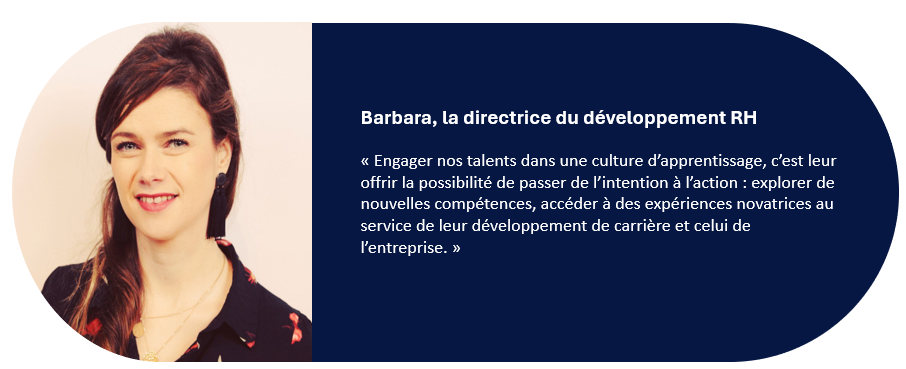 Barbara, la directrice du développement RH
« Engager nos talents dans une culture d’apprentissage, c’est leur
offrir la possibilité de passer de l’intention à l’action : explorer de
nouvelles compétences, accéder à des expériences novatrices au
service de leur développement de carrière et celui de
l’entreprise. »